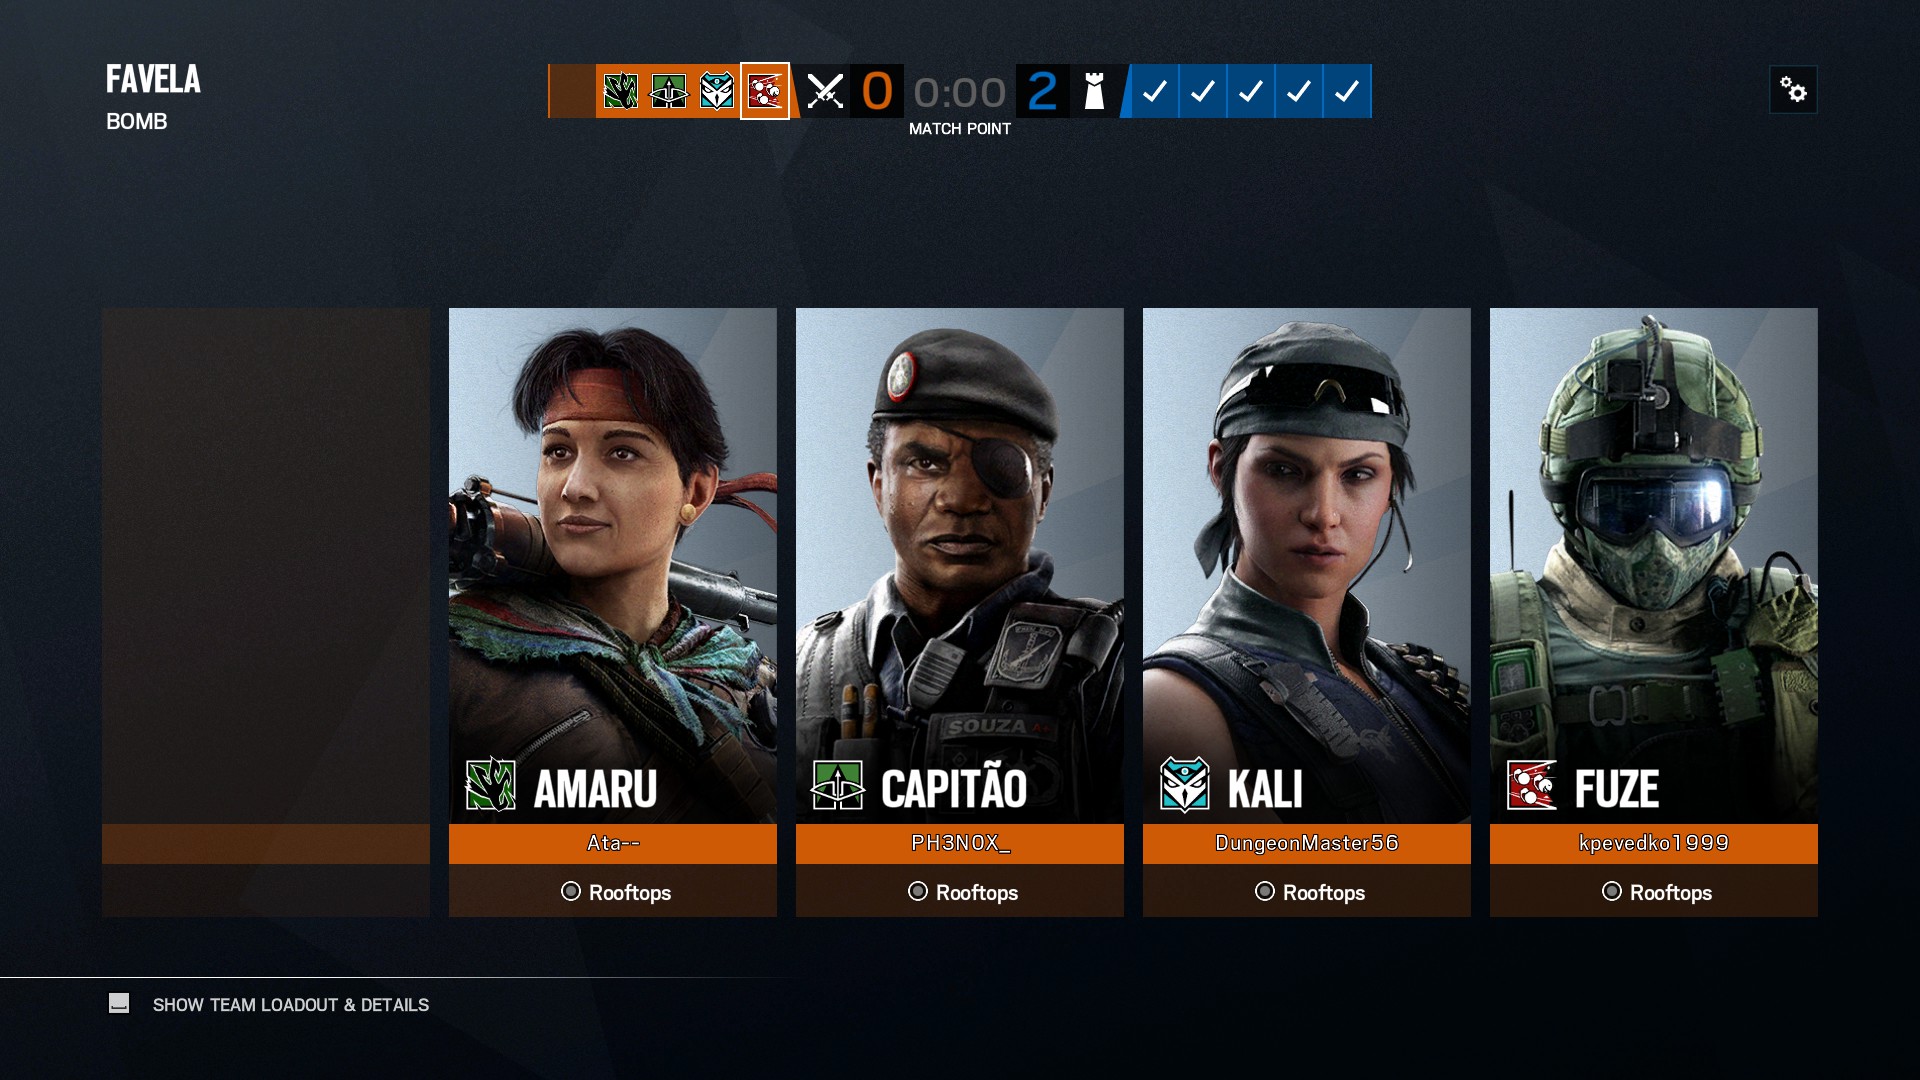 FAVELA
BOMB
0 0:00 2
MATCH POINT
SOUZA A+
AMARU
CAPITÃO
KALI
FUZE
Ata--
PH3N0X_
DungeonMaster56
kpevedko1999
Rooftops
Rooftops
Rooftops
Rooftops
SHOW TEAM LOADOUT & DETAILS